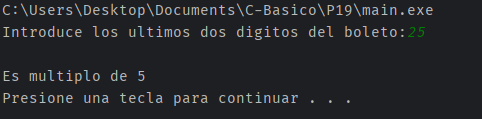 C:\Users\Desktop\Documents\C-Basico\P19\main.exe
Introduce los ultimos dos digitos del boleto:25
Es multiplo de 5
Presione una tecla para continuar . . .